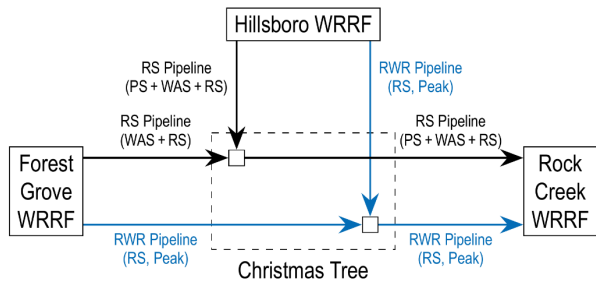 Hillsboro WRRF
RS Pipeline
(PS + WAS + RS)
RWR Pipeline
(RS, Peak)
RS Pipeline
(WAS + RS)
RS Pipeline
(PS + WAS + RS)
Forest
Grove
WRRF
Rock
Creek
WRRF
RWR Pipeline
(RS, Peak)
RWR Pipeline
(RS, Peak)
Christmas Tree